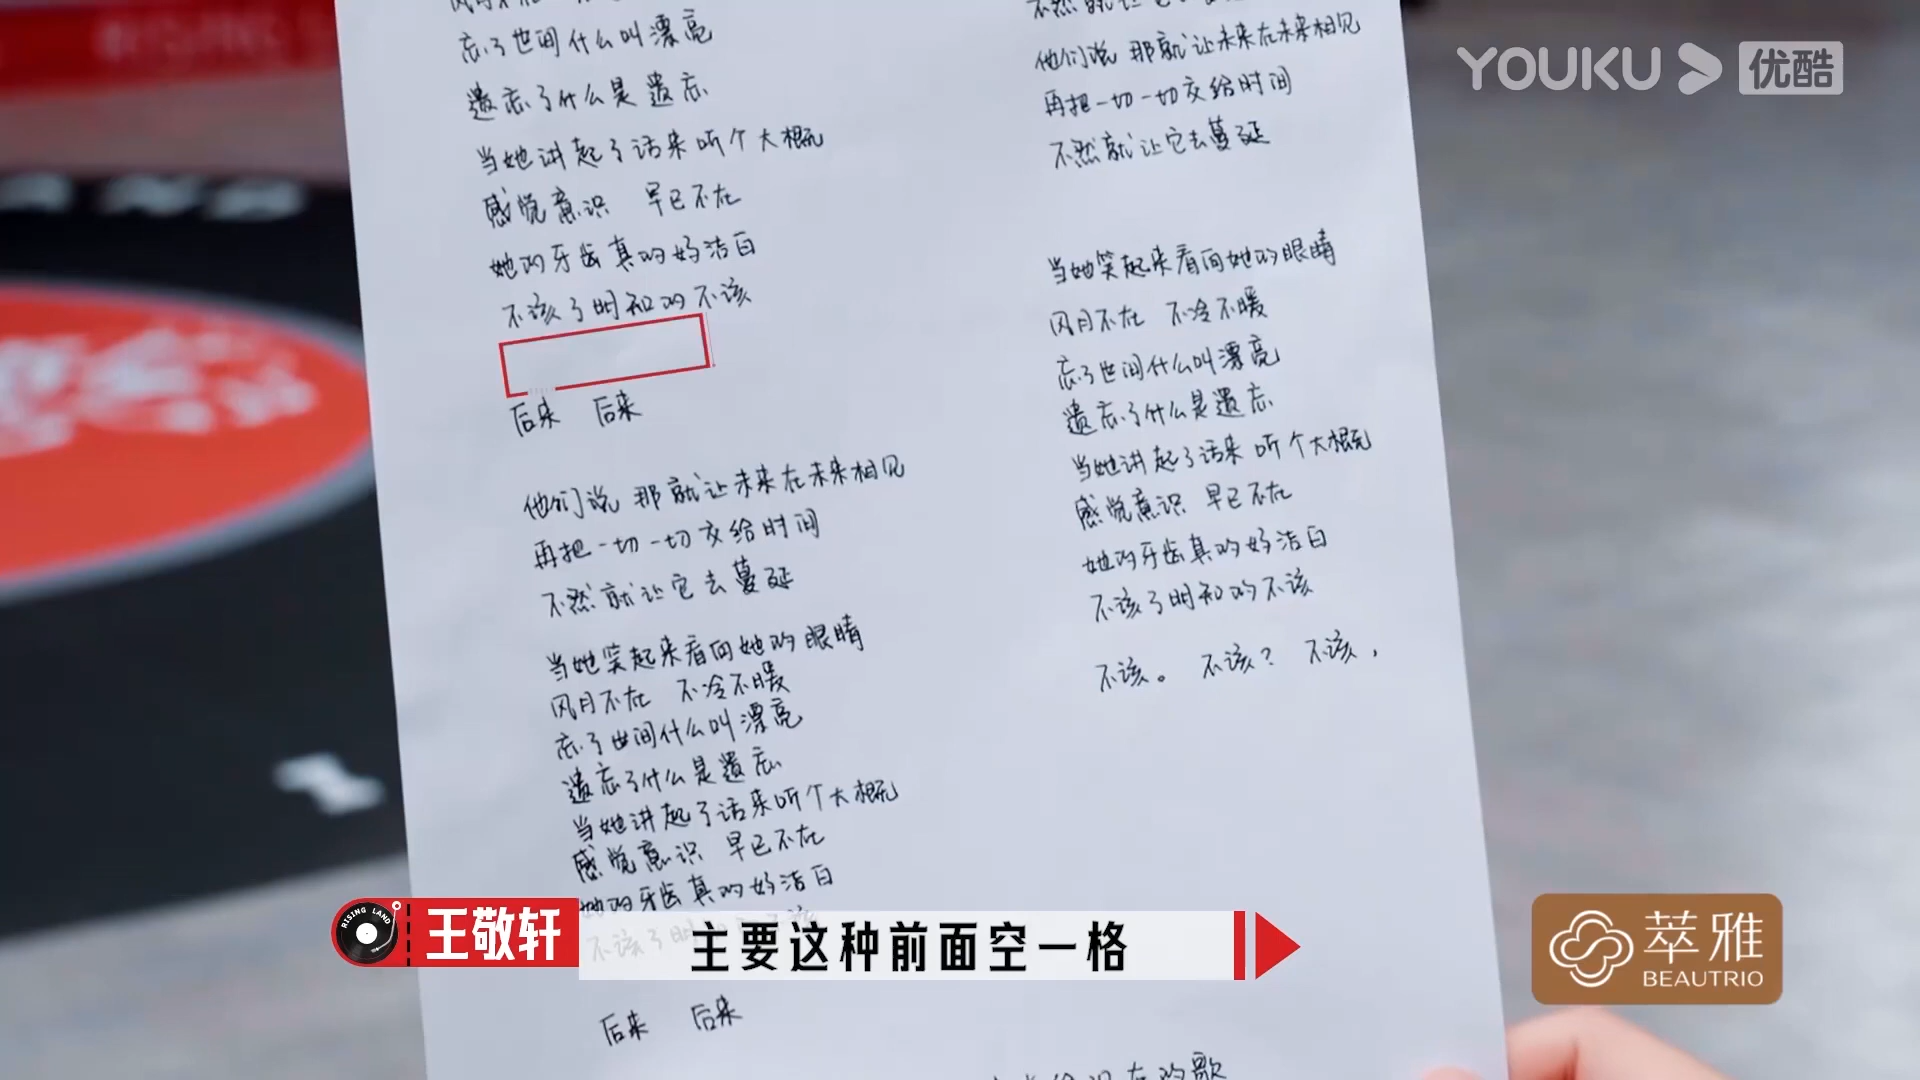 忘了世间什么叫漂亮
遗忘了什么是遗忘
当她讲起了话来听个大概
感觉意识 早已不在
她的牙齿真的好洁白
不该了明知的不该
后来 后来
他们说 那就让未来在未来相见
再把一切一切交给时间
不然就让它去蔓延
当她笑起来看向她的眼睛
风月不在 不冷不暖
忘了世间什么叫漂亮
遗忘了什么是遗忘
当她讲起了话来听个大概
感觉意识 早已不在
她的牙齿真的好洁白
后来 后来
他们说 那就让未来在未来相见
再把一切一切交给时间
不然就让它去蔓延
当她笑起来看向她的眼睛
风月不在 不冷不暖
忘了世间什么叫漂亮
遗忘了什么是遗忘
当她讲起了话来 听个大概
感觉意识 早已不在
她的牙齿真的好洁白
不该了明知的不该
不该。 不该？ 不该，
YOUKU 优酷
RISING LAND
王敬轩
主要这种前面空一格
萃雅
BEAUTRIO